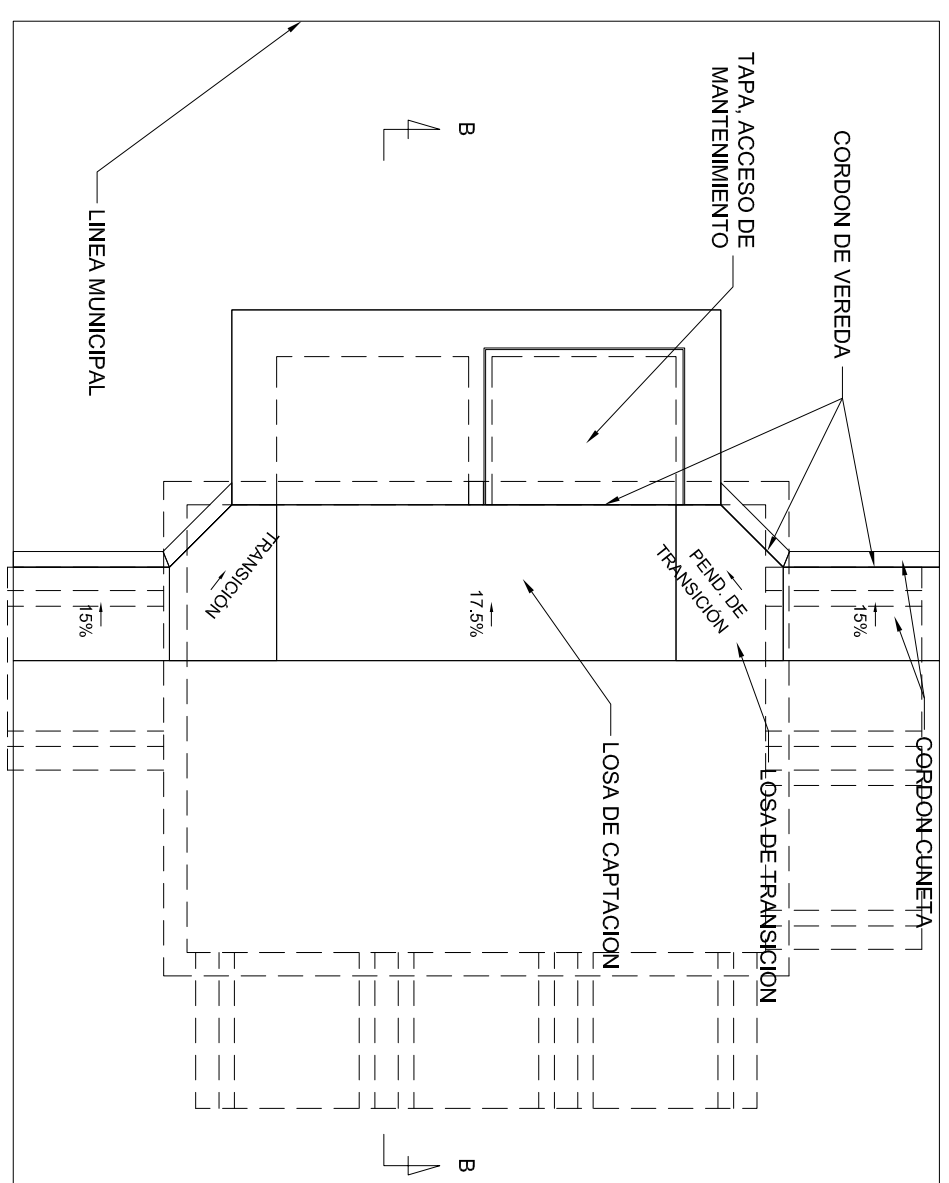 CORDON DE VEREDA
TAPA, ACCESO DE
MANTENIMIENTO
B
LINEA MUNICIPAL
CORDON CUNETA
15%
PEND. DE
TRANSICIÓN
LOSA DE TRANSICION
17.5%
LOSA DE CAPTACION
TRANSICIÓN
15%
B